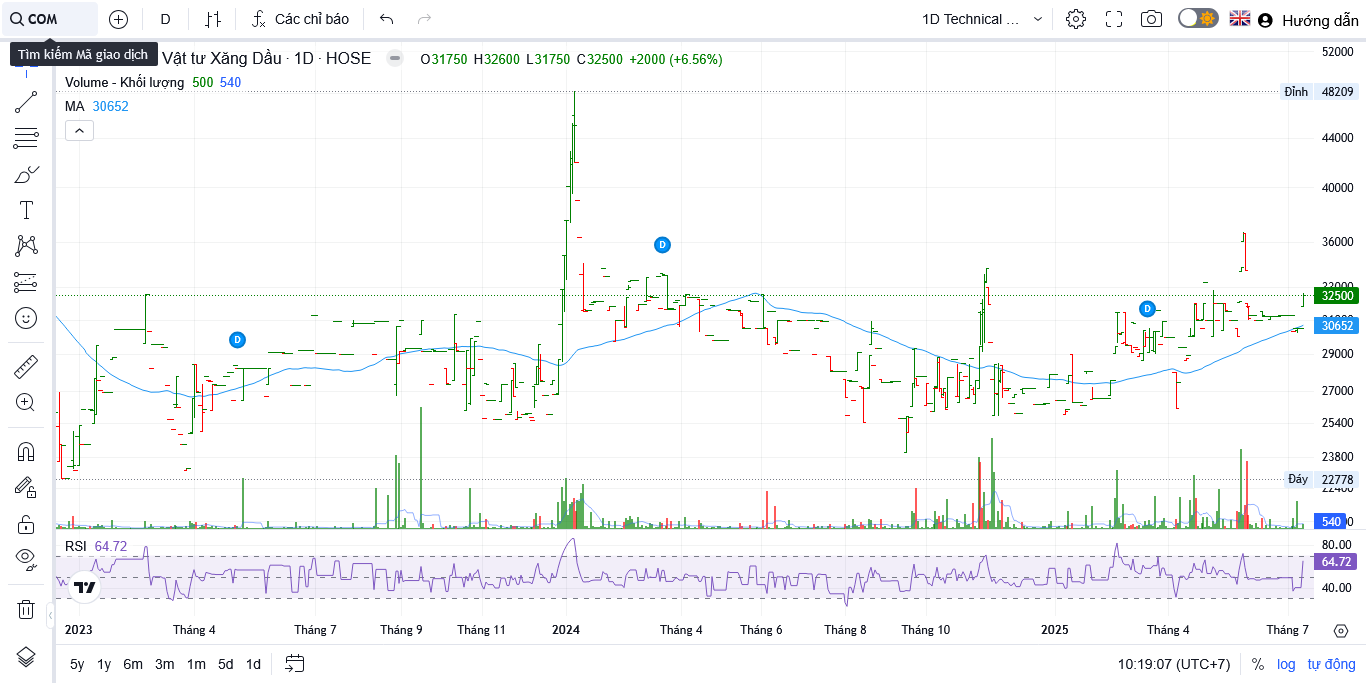 COM D Các chỉ báo 1D Technical ... Hướng dẫn
Tìm kiếm Mã giao dịch Vật tư Xăng Dầu · 1D · HOSE O31750 H32600 L31750 C32500 +2000 (+6.56%)
Volume - Khối lượng 500 540
MA 30652
52000
Đỉnh 48209
44000
40000
36000
32500
30652
29000
27000
25400
23800
Đáy 22778
540
D
D
D
RSI 64.72
80.00
64.72
40.00
2023 Tháng 4 Tháng 7 Tháng 9 Tháng 11 2024 Tháng 4 Tháng 6 Tháng 8 Tháng 10 2025 Tháng 4 Tháng 7
5y 1y 6m 3m 1m 5d 1d 10:19:07 (UTC+7) % log tự động